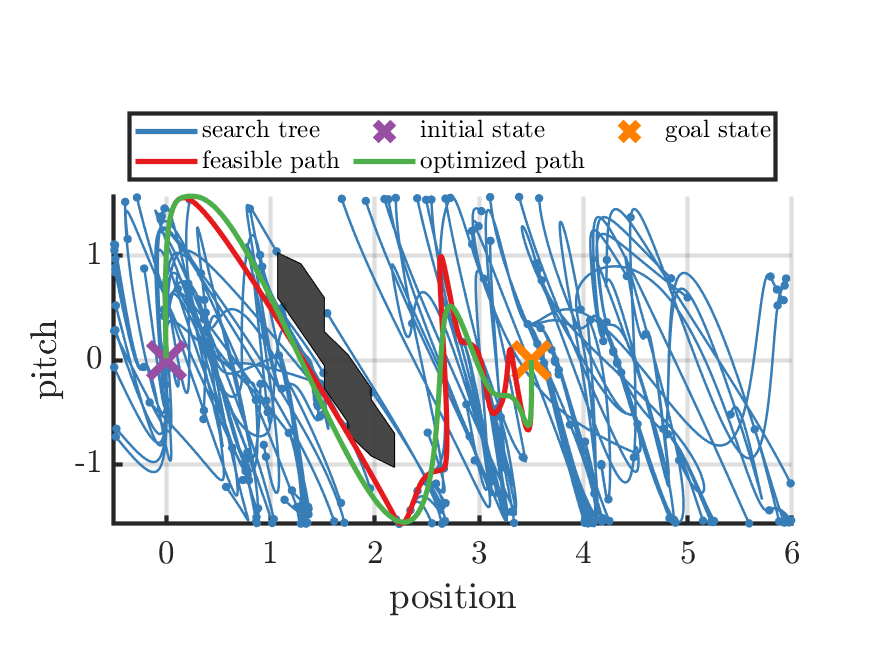 search tree initial state goal state
feasible path optimized path
1
0
-1
pitch
0 1 2 3 4 5 6
position